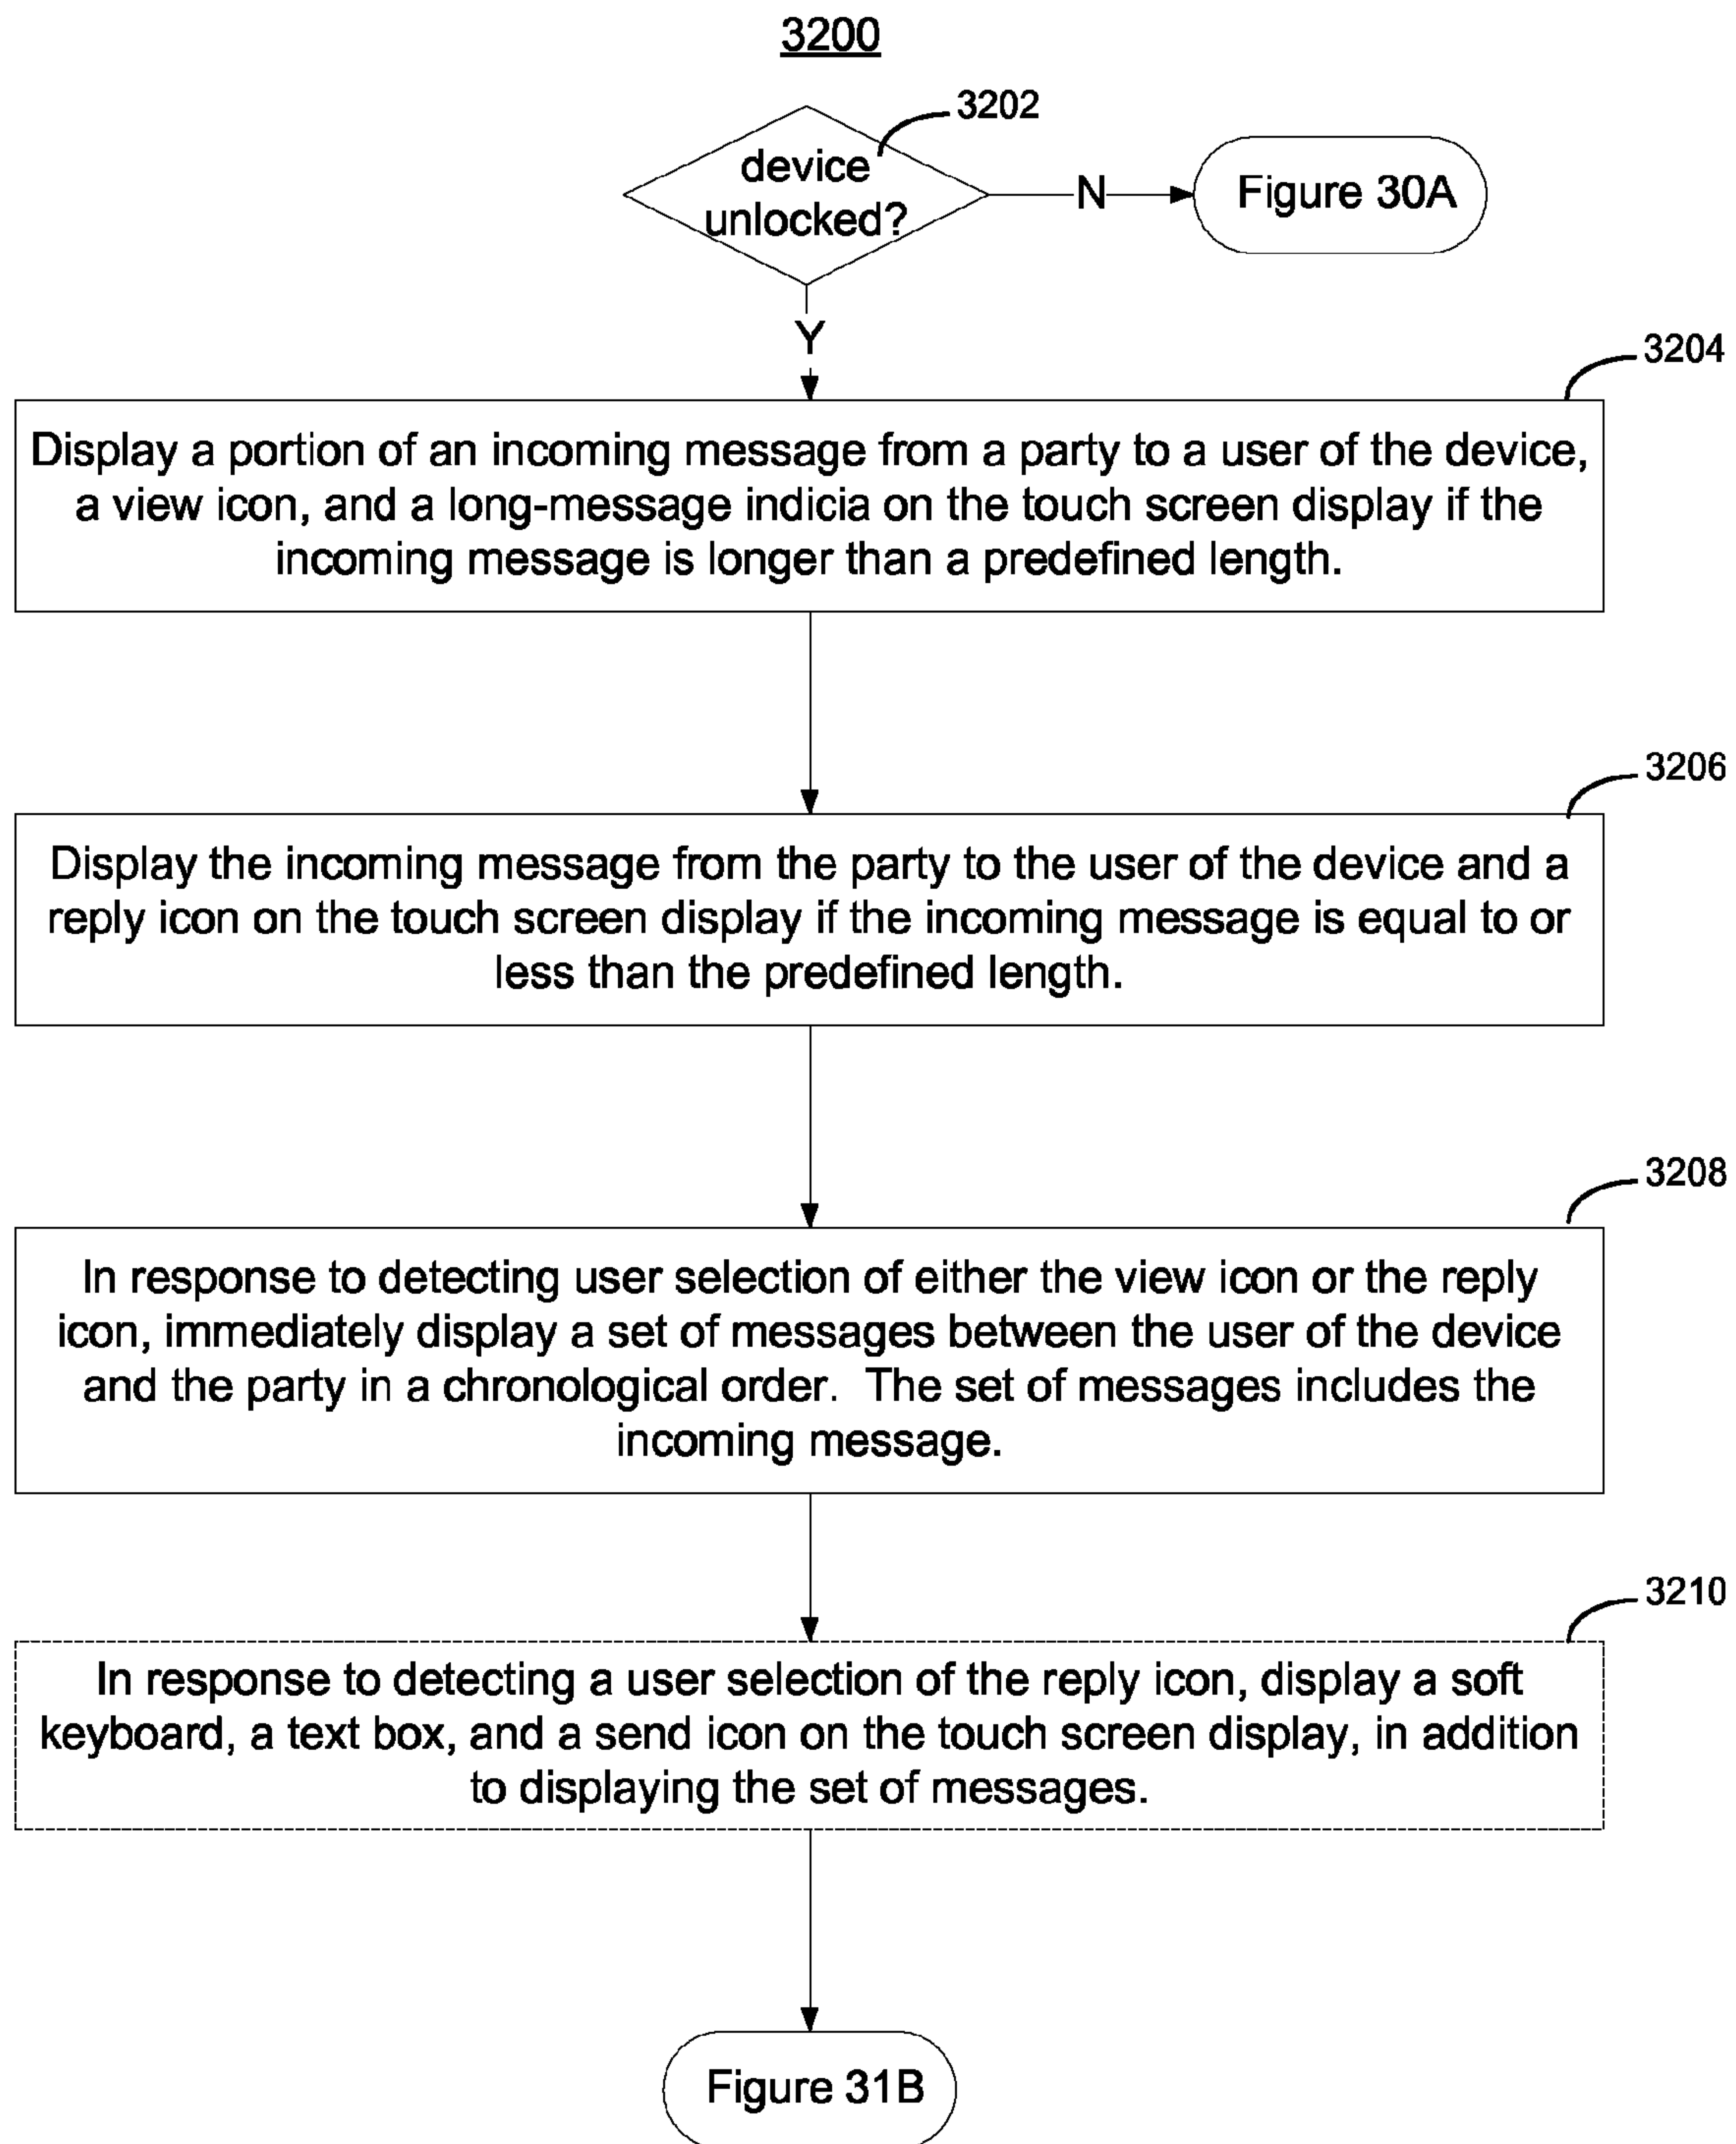 3200
3202
device
unlocked?
N
Figure 30A
Y
3204
Display a portion of an incoming message from a party to a user of the device,
a view icon, and a long-message indicia on the touch screen display if the
incoming message is longer than a predefined length.
3206
Display the incoming message from the party to the user of the device and a
reply icon on the touch screen display if the incoming message is equal to or
less than the predefined length.
3208
In response to detecting user selection of either the view icon or the reply
icon, immediately display a set of messages between the user of the device
and the party in a chronological order. The set of messages includes the
incoming message.
3210
In response to detecting a user selection of the reply icon, display a soft
keyboard, a text box, and a send icon on the touch screen display, in addition
to displaying the set of messages.
Figure 31B